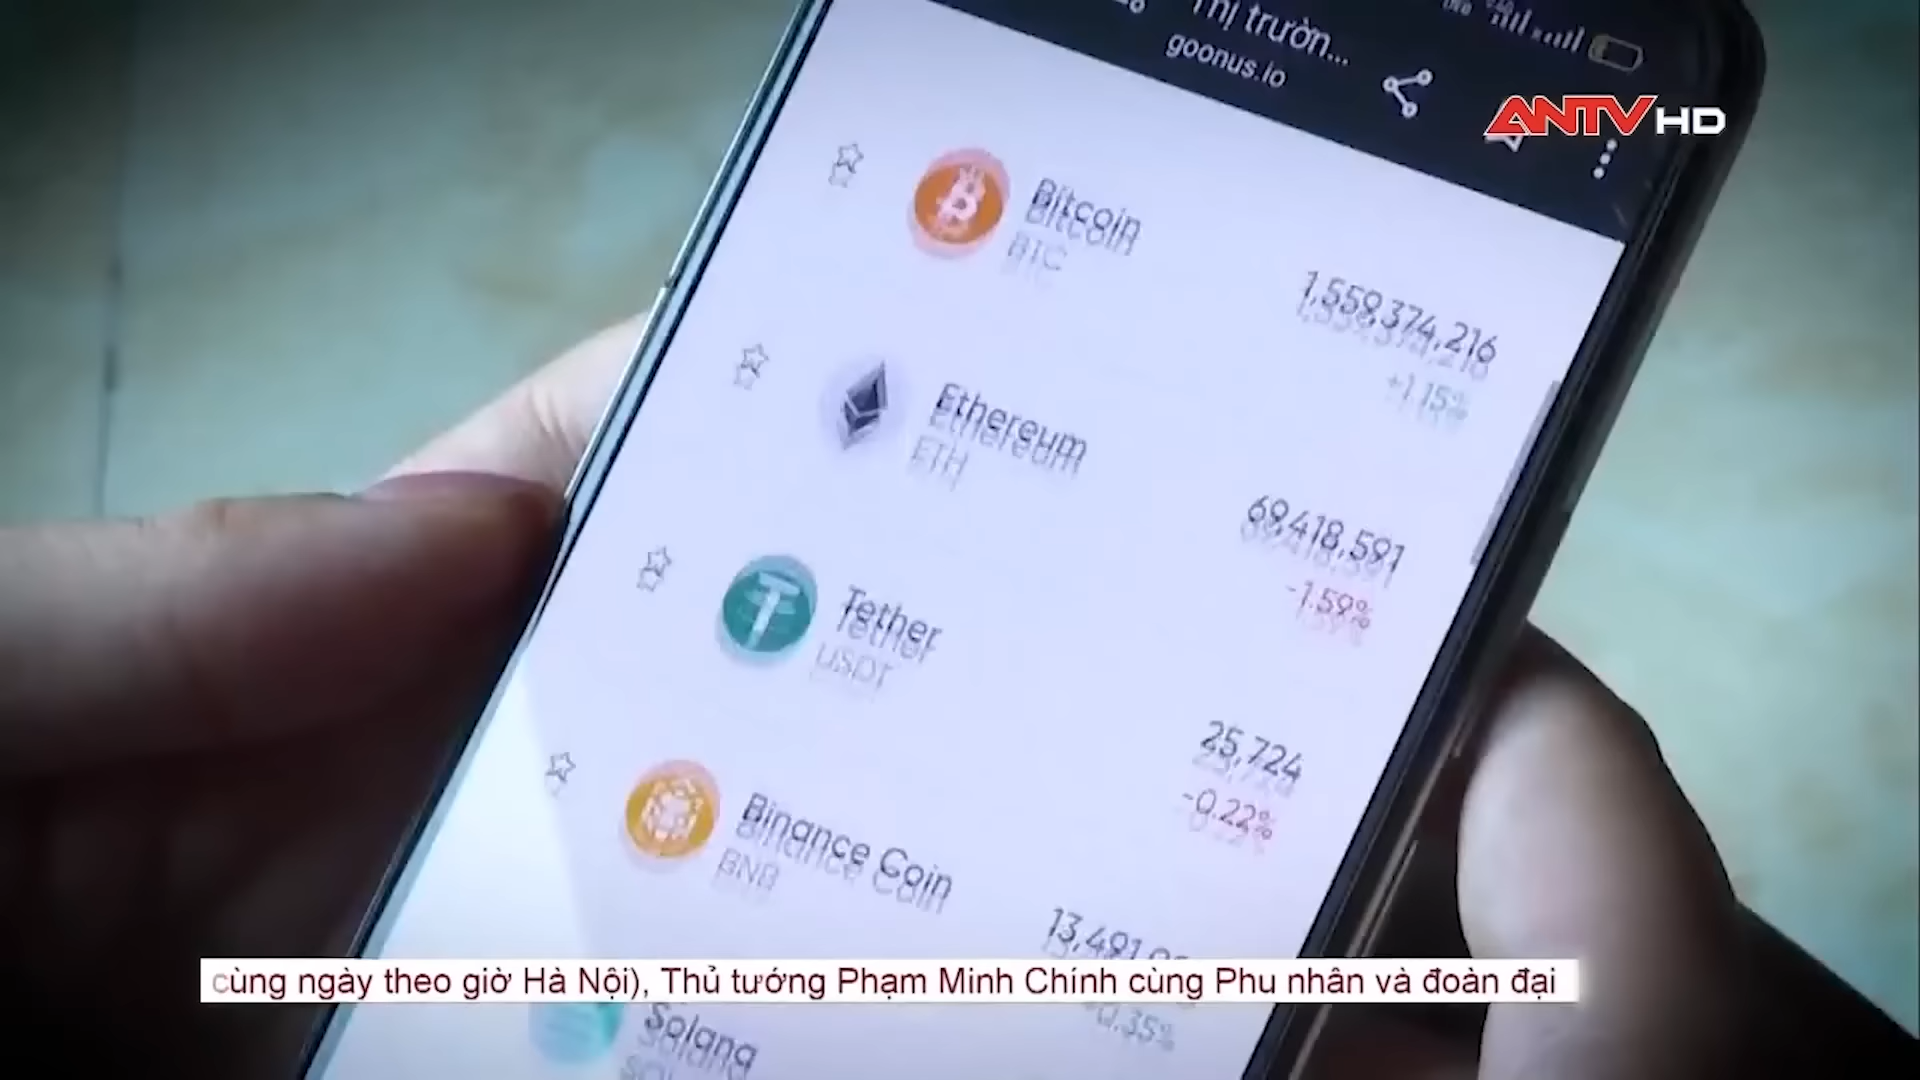 Thị trườn...
goonus.io
ANTV HD
Bitcoin
BTC
1,559,374,216
+1.15%
Ethereum
ETH
69,418,591
-1.59%
Tether
USDT
25,724
-0.22%
Binance Coin
BNB
cùng ngày theo giờ Hà Nội), Thủ tướng Phạm Minh Chính cùng Phu nhân và đoàn đại
Solana